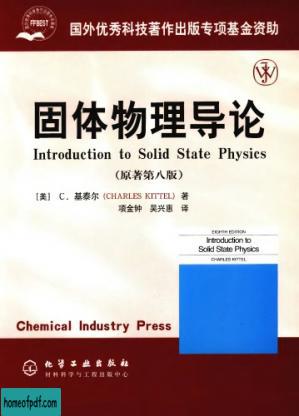 FFBEST
国外优秀科技著作出版专项基金资助
固体物理导论
Introduction to Solid State Physics
(原著第八版)
[美] C. 基泰尔 (CHARLES KITTEL) 著
项金钟 吴兴惠 译
EIGHTH EDITION
Introduction to
Solid State Physics
CHARLES KITTEL
Chemical Industry Press
化学工业出版社
材料科学与工程出版中心
homeofpdf.com